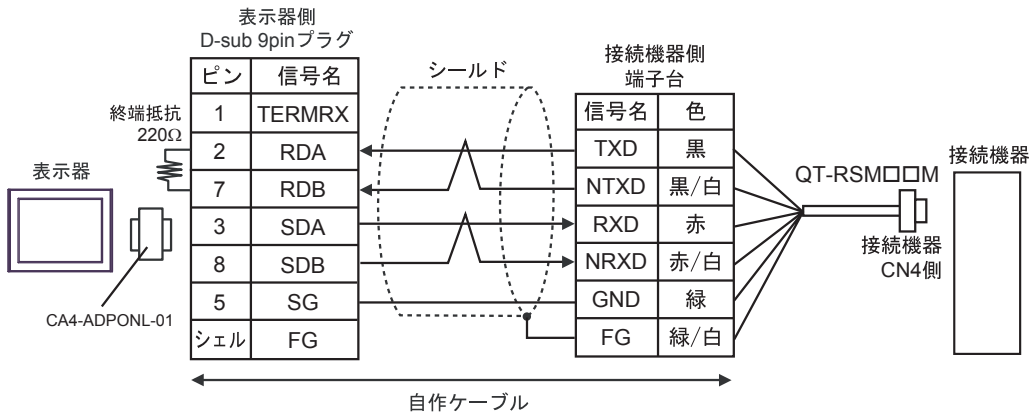 表示器側
D-sub 9pinプラグ
ピン 信号名
1 TERMRX
2 RDA
7 RDB
3 SDA
8 SDB
5 SG
シェル FG
終端抵抗
220Ω
表示器
CA4-ADPONL-01
シールド
接続機器側
端子台
信号名 色
TXD 黒
NTXD 黒/白
RXD 赤
NRXD 赤/白
GND 緑
FG 緑/白
QT-RSM□□M
接続機器
CN4側
接続機器
自作ケーブル